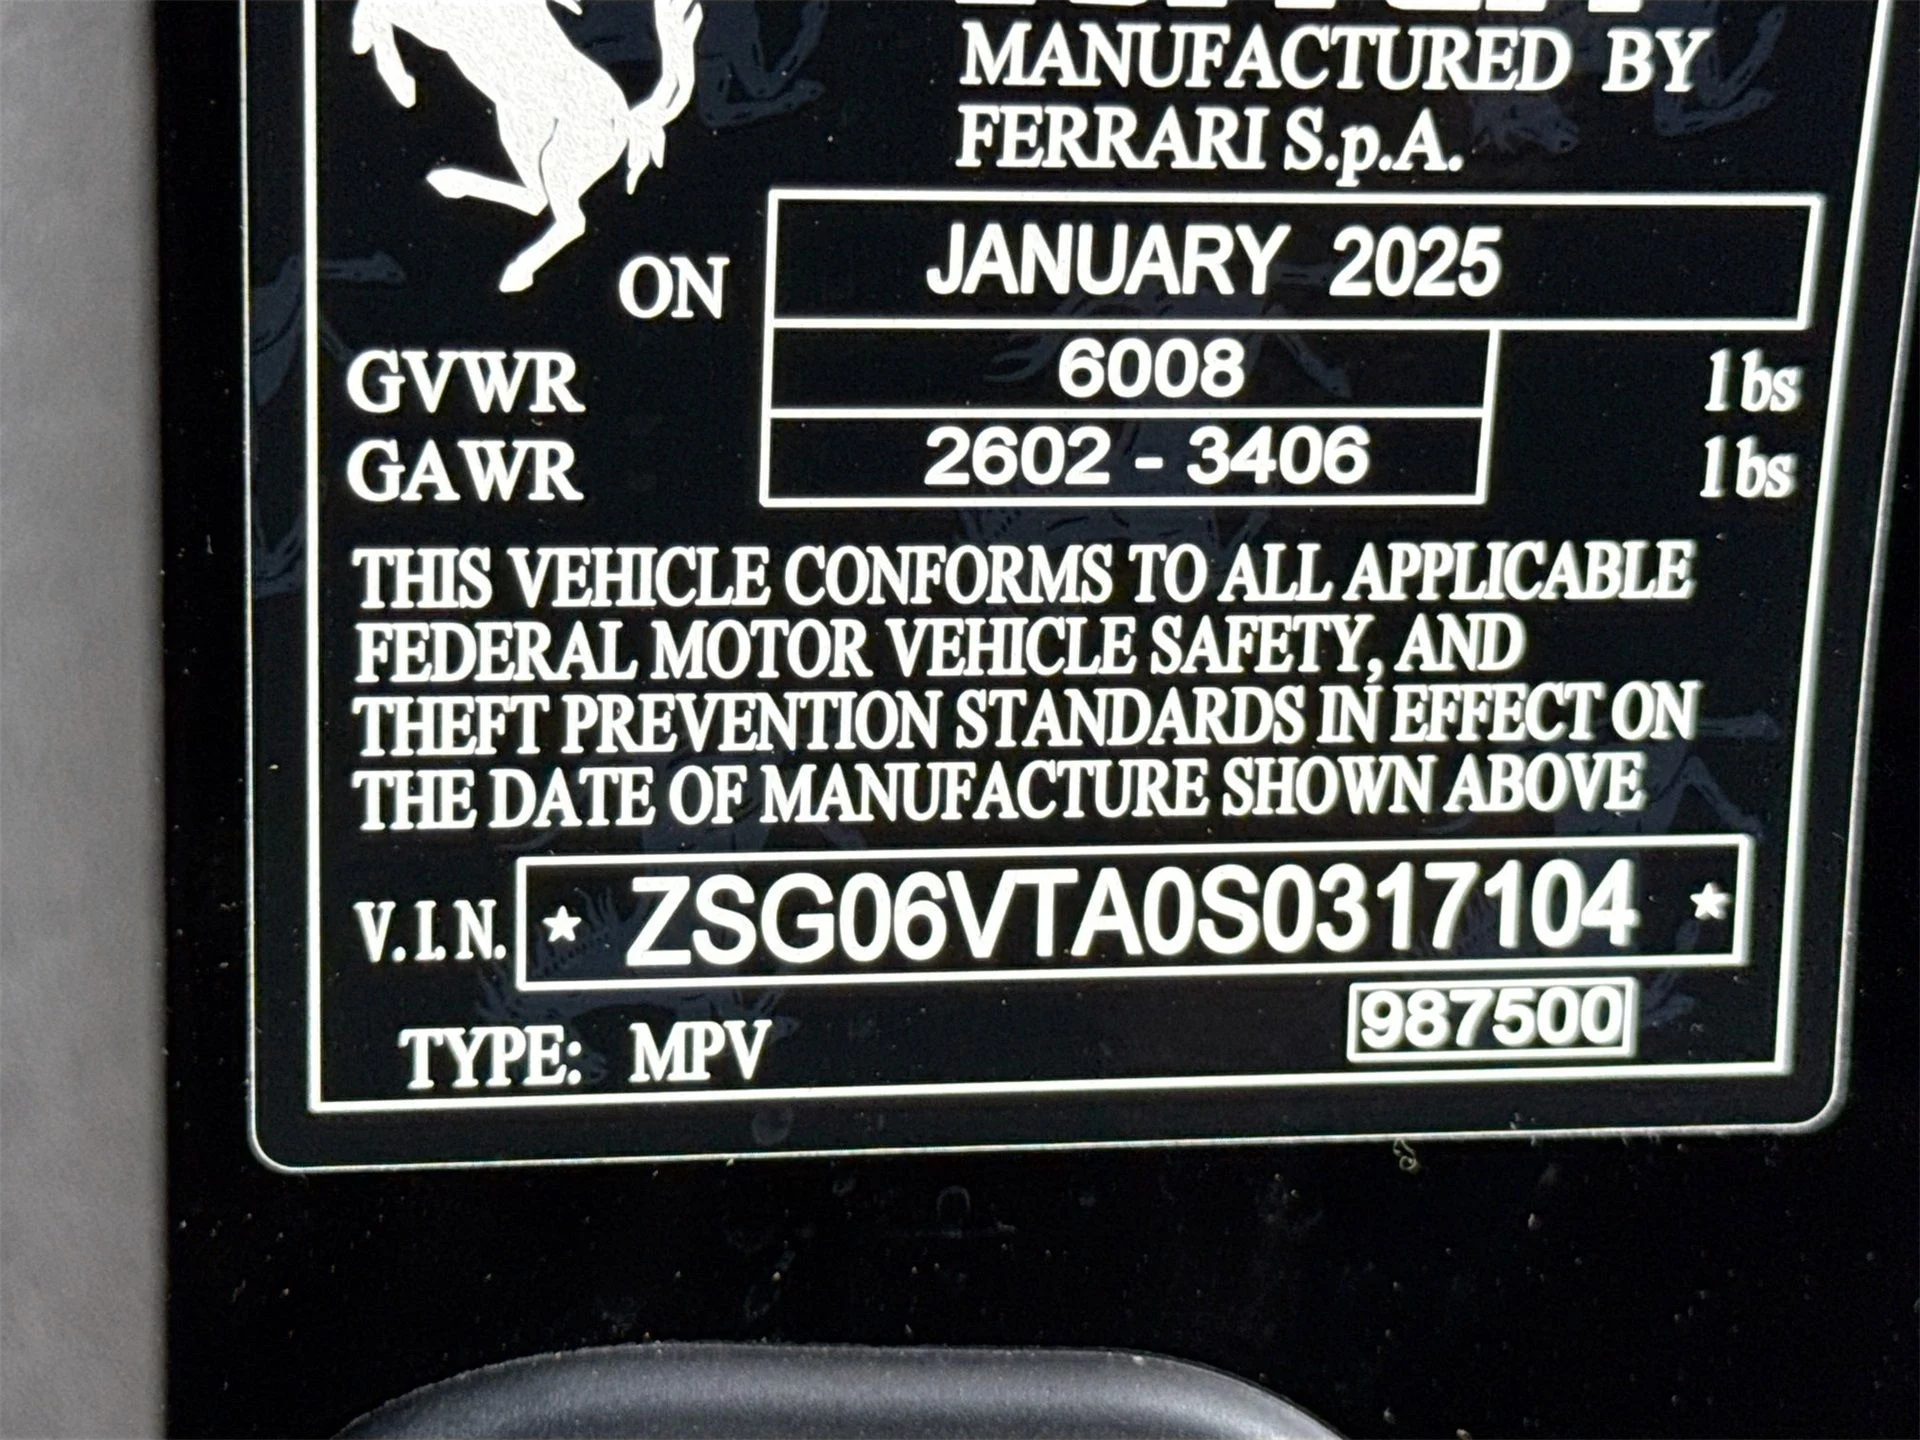 MANUFACTURED BY
FERRARI S.p.A.
ON JANUARY 2025
GVWR 6008 lbs
GAWR 2602 - 3406 lbs
THIS VEHICLE CONFORMS TO ALL APPLICABLE
FEDERAL MOTOR VEHICLE SAFETY, AND
THEFT PREVENTION STANDARDS IN EFFECT ON
THE DATE OF MANUFACTURE SHOWN ABOVE
V.I.N. * ZSG06VTA0S0317104 *
987500
TYPE: MPV